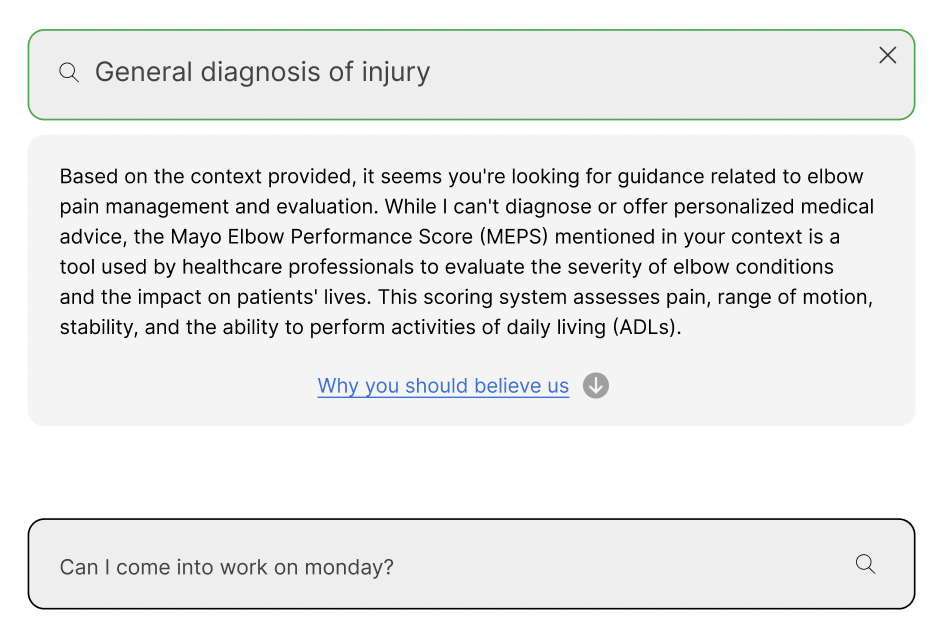 General diagnosis of injury
Based on the context provided, it seems you're looking for guidance related to elbow
pain management and evaluation. While I can't diagnose or offer personalized medical
advice, the Mayo Elbow Performance Score (MEPS) mentioned in your context is a
tool used by healthcare professionals to evaluate the severity of elbow conditions
and the impact on patients' lives. This scoring system assesses pain, range of motion,
stability, and the ability to perform activities of daily living (ADLs).
Why you should believe us
Can I come into work on monday?